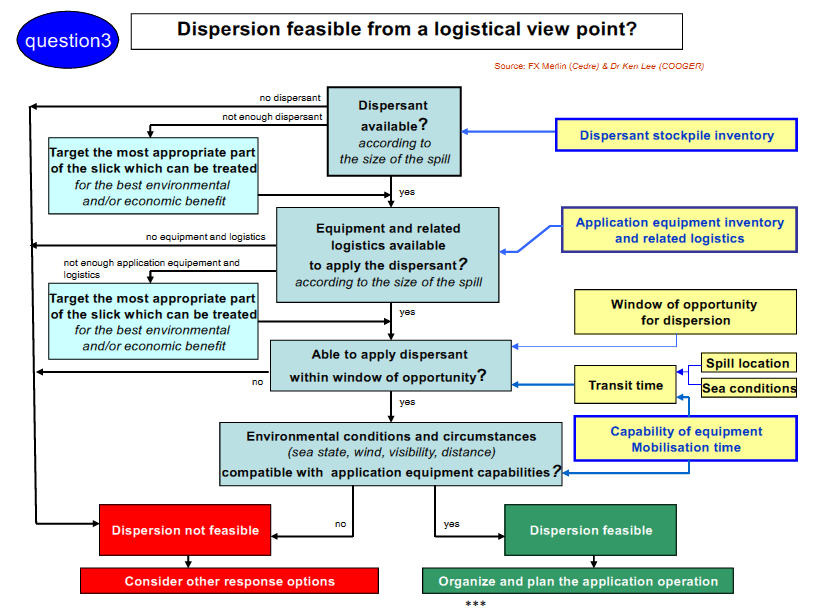 question3
Dispersion feasible from a logistical view point?
Source: FX Merlin (Cedre) & Dr Ken Lee (COOGER)
no dispersant
not enough dispersant
Dispersant
available?
according to
the size of the spill
Dispersant stockpile inventory
Target the most appropriate part
of the slick which can be treated
for the best environmental
and/or economic benefit
yes
no equipment and logistics
Equipment and related
logistics available
to apply the dispersant?
according to the size of the spill
Application equipment inventory
and related logistics
not enough application equipement and
logistics
Target the most appropriate part
of the slick which can be treated
for the best environmental
and/or economic benefit
yes
Window of opportunity
for dispersion
Able to apply dispersant
within window of opportunity?
no
Transit time
Spill location
Sea conditions
yes
Capability of equipment
Mobilisation time
Environmental conditions and circumstances
(sea state, wind, visibility, distance)
compatible with application equipment capabilities?
no
yes
Dispersion not feasible
Dispersion feasible
Consider other response options
Organize and plan the application operation
***